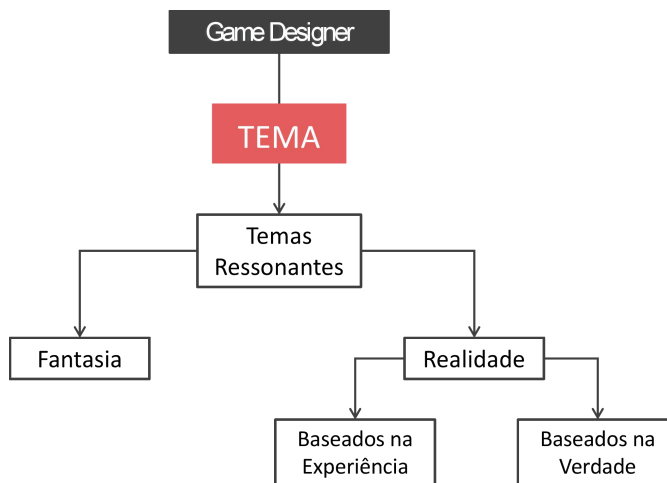 Game Designer
TEMA
Temas
Ressonantes
Fantasia
Realidade
Baseados na
Experiência
Baseados na
Verdade